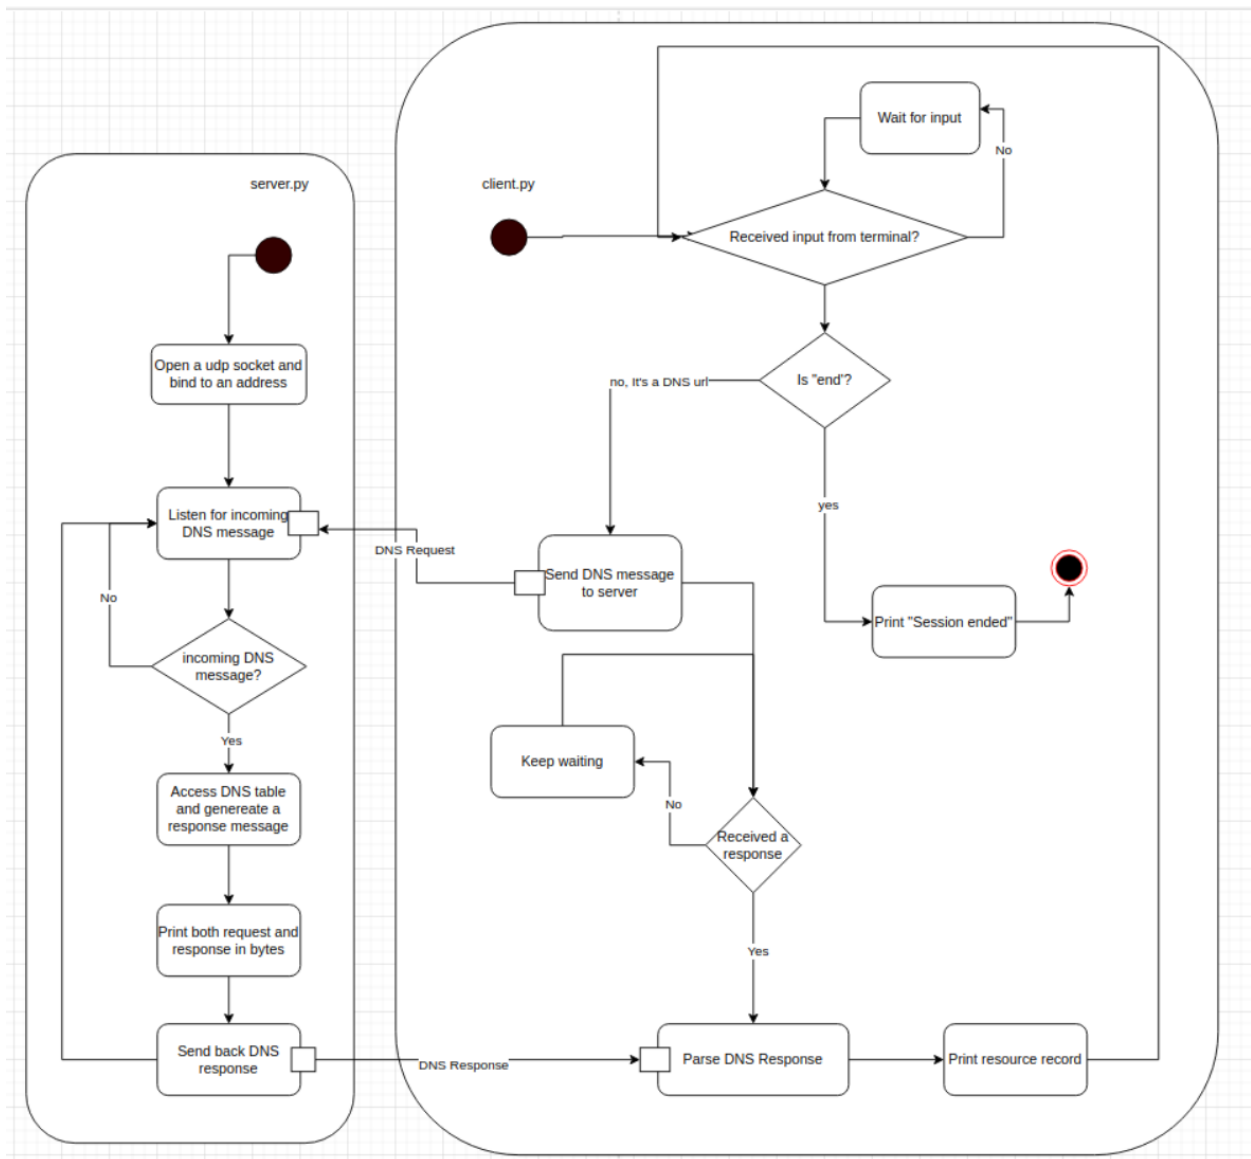 server.py
Open a udp socket and
bind to an address
Listen for incoming
DNS message
No
incoming DNS
message?
Yes
Access DNS table
and genereate a
response message
Print both request and
response in bytes
Send back DNS
response
DNS Request
DNS Response
client.py
Wait for input
No
Received input from terminal?
Is "end'?
no, It's a DNS url
yes
Send DNS message
to server
Print "Session ended"
Keep waiting
No
Received a
response
Yes
Parse DNS Response
Print resource record